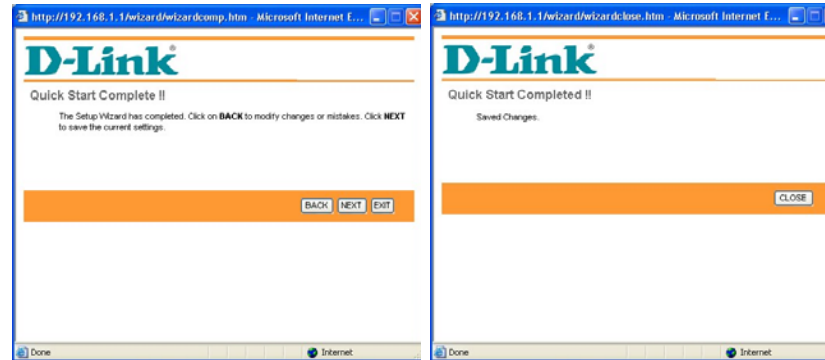 http://192.168.1.1/wizard/wizardcomp.htm - Microsoft Internet E...
D-Link®
Quick Start Complete !!
The Setup Wizard has completed. Click on BACK to modify changes or mistakes. Click NEXT
to save the current settings.
BACK NEXT EXIT
Done Internet
http://192.168.1.1/wizard/wizardclose.htm - Microsoft Internet E...
D-Link®
Quick Start Completed !!
Saved Changes.
CLOSE
Done Internet